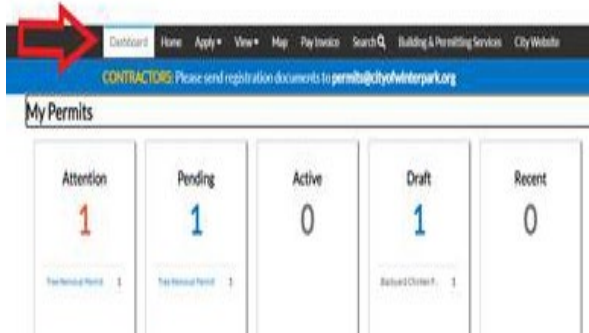 Dashboard Home Apply▾ View▾ Map Pay Invoice Search Building & Permitting Services City Website
CONTRACTORS: Please send registration documents to permits@cityofwinterpark.org
My Permits
Attention Pending Active Draft Recent
1 1 0 1 0
Tree Removal Permit 1 Tree Removal Permit 1 Backyard Chicken P.. 1